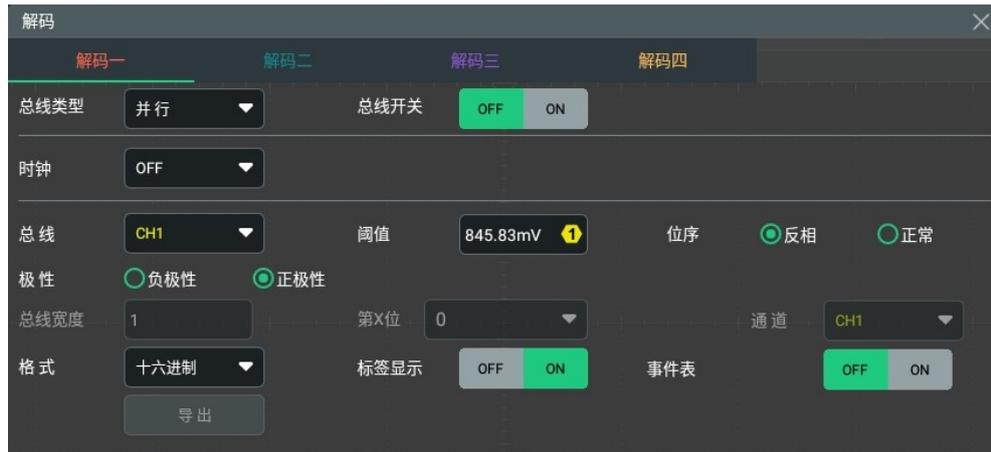 解码
解码一 解码二 解码三 解码四
总线类型 并行 总线开关 OFF ON
时钟 OFF
总线 CH1 阈值 845.83mV 1 位序 反相 正常
极性 负极性 正极性
总线宽度 1 第X位 0 通道 CH1
格式 十六进制 标签显示 OFF ON 事件表 OFF ON
导出